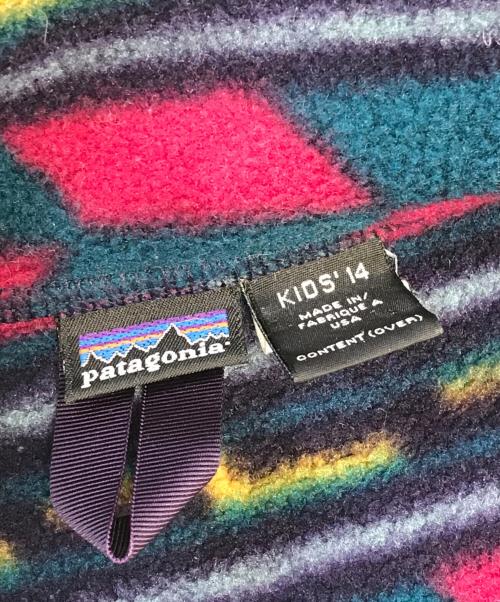 patagonia
KIDS' 14
MADE IN/
FABRIQUE A
USA
CONTENT (OVER)